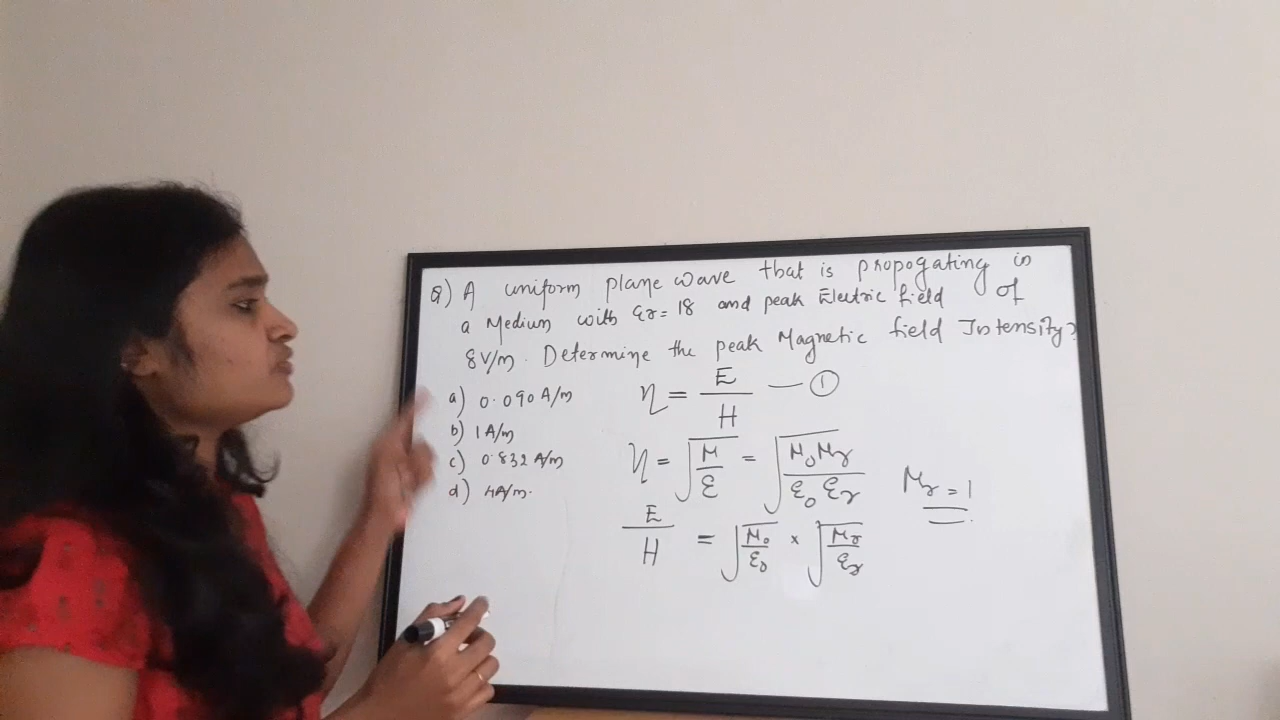 Q) A uniform plane wave that is propogating in
a Medium with εr = 18 and peak Electric field of
8V/m. Determine the peak Magnetic field Intensity?
a) 0.090 A/m
b) 1 A/m
c) 0.832 A/m
d) 4A/m.
η = E/H — ①
η = √(μ/ε) = √(μ0μr/ε0εr)
μr = 1
E/H = √(μ0/ε0) × √(μr/εr)